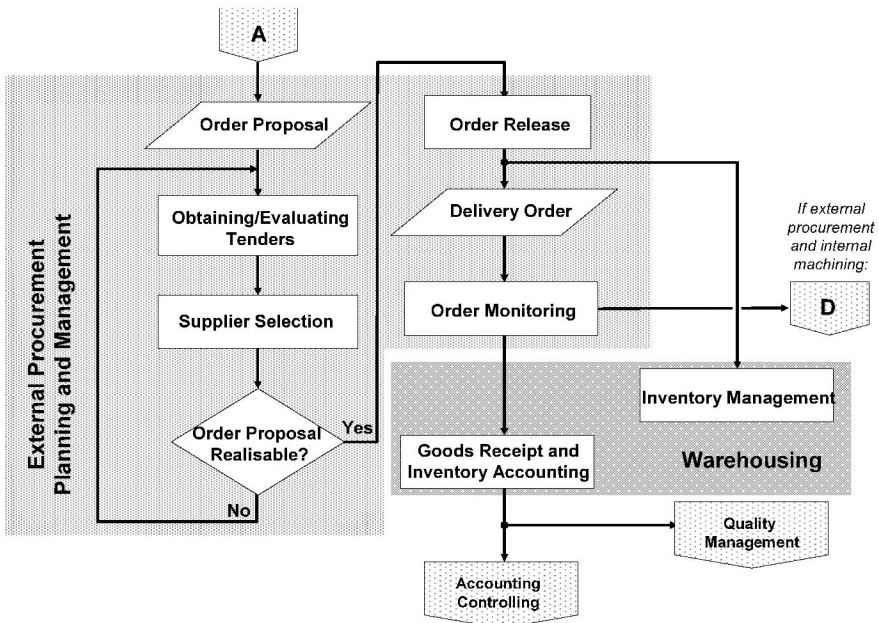 A
Order Proposal
Obtaining/Evaluating
Tenders
Supplier Selection
Order Proposal
Realisable?
Yes
No
External Procurement
Planning and Management
Order Release
Delivery Order
Order Monitoring
If external
procurement
and internal
machining:
D
Inventory Management
Goods Receipt and
Inventory Accounting
Warehousing
Quality
Management
Accounting
Controlling